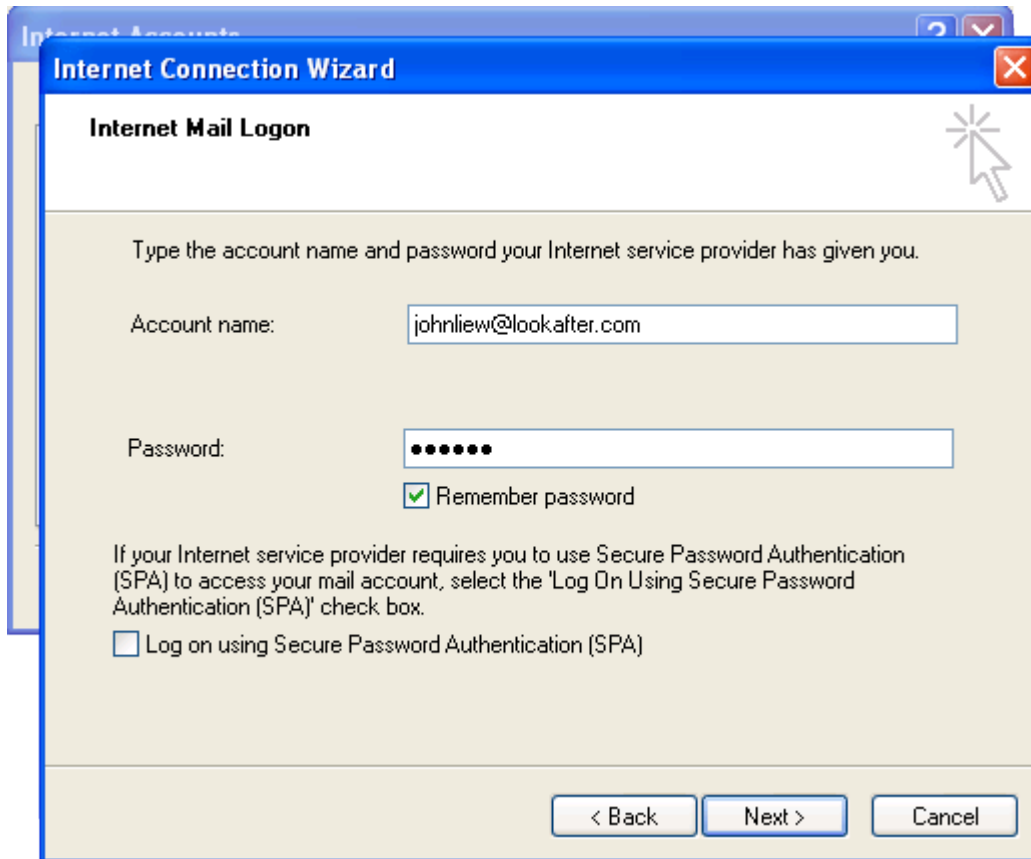 Internet Accounts
Internet Connection Wizard
Internet Mail Logon
Type the account name and password your Internet service provider has given you.
Account name:
johnliew@lookafter.com
Password:
••••••
Remember password
If your Internet service provider requires you to use Secure Password Authentication
(SPA) to access your mail account, select the 'Log On Using Secure Password
Authentication (SPA)' check box.
Log on using Secure Password Authentication (SPA)
< Back
Next >
Cancel